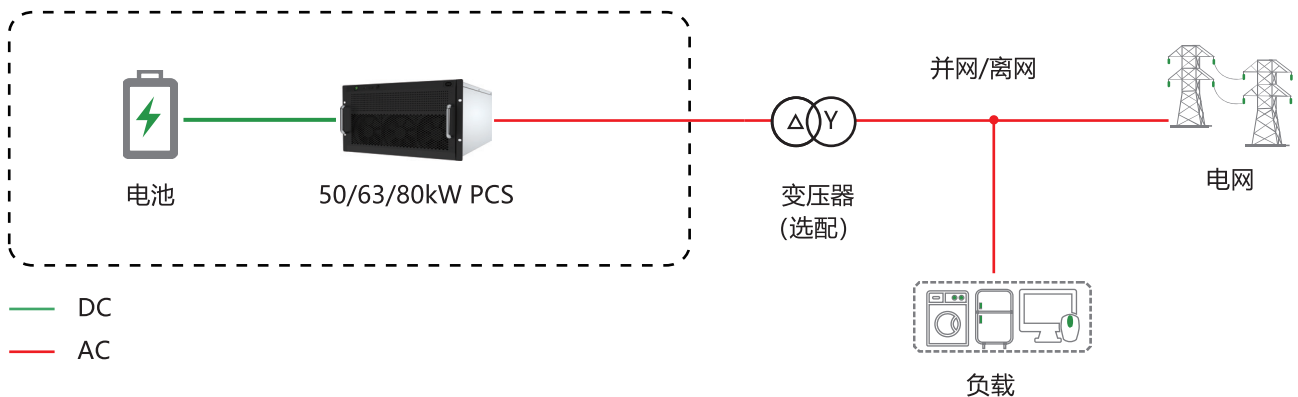 并网/离网
Y
电池
50/63/80kW PCS
变压器
(选配)
电网
DC
AC
负载